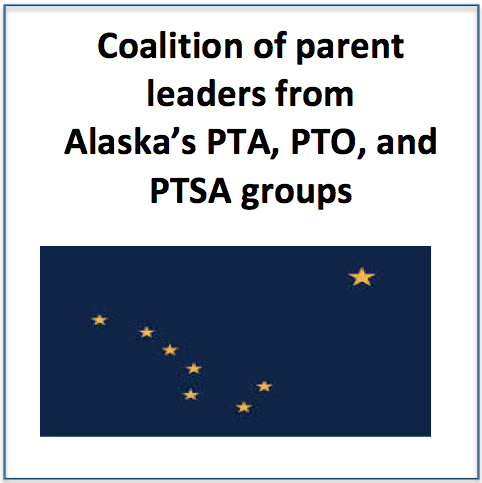 Coalition of parent
leaders from
Alaska’s PTA, PTO, and
PTSA groups